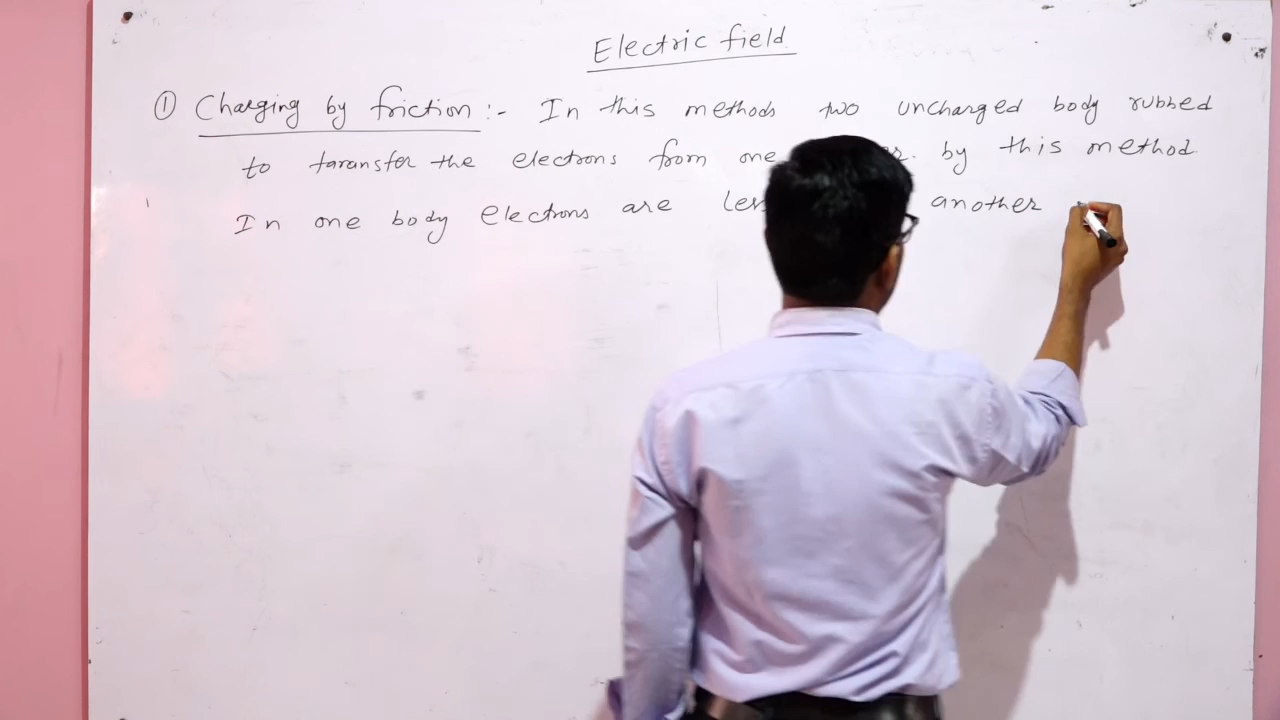 Electric field.
① Charging by friction :- In this methods two uncharged body rubbed
to taransfer the electrons from one by this method
In one body electrons are another